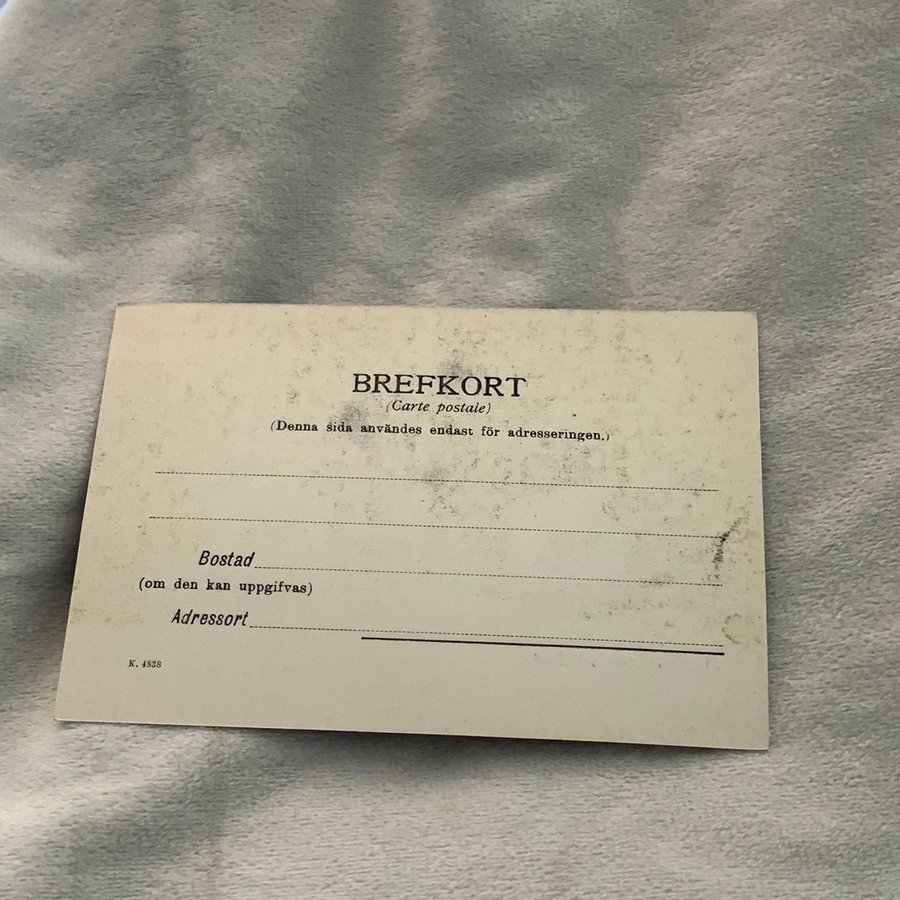 BREFKORT
(Carte postale)
(Denna sida användes endast för adresseringen.)
Bostad
(om den kan uppgifvas)
Adressort
K. 4838